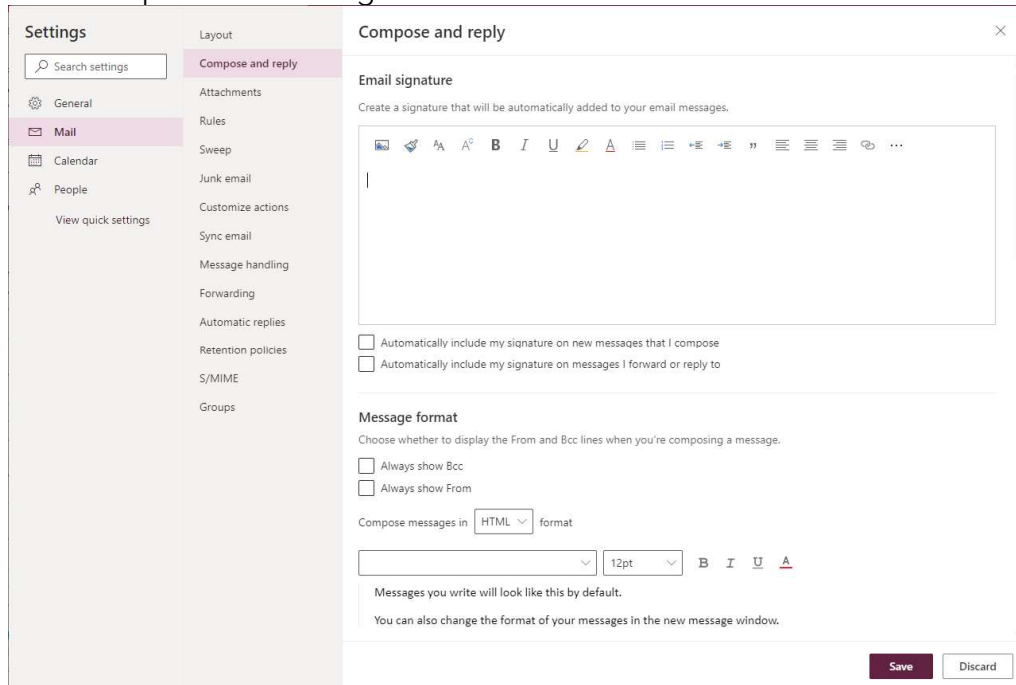 Settings
Search settings
General
Mail
Calendar
People
View quick settings
Layout
Compose and reply
Attachments
Rules
Sweep
Junk email
Customize actions
Sync email
Message handling
Forwarding
Automatic replies
Retention policies
S/MIME
Groups
Compose and reply
Email signature
Create a signature that will be automatically added to your email messages.
Automatically include my signature on new messages that I compose
Automatically include my signature on messages I forward or reply to
Message format
Choose whether to display the From and Bcc lines when you're composing a message.
Always show Bcc
Always show From
Compose messages in HTML format
12pt B I U A
Messages you write will look like this by default.
You can also change the format of your messages in the new message window.
Save Discard